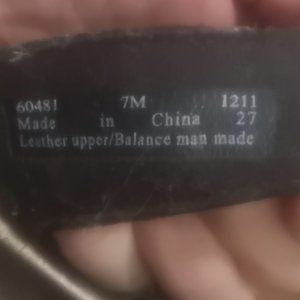 60481 7M 1211
Made in China 27
Leather upper/Balance man made